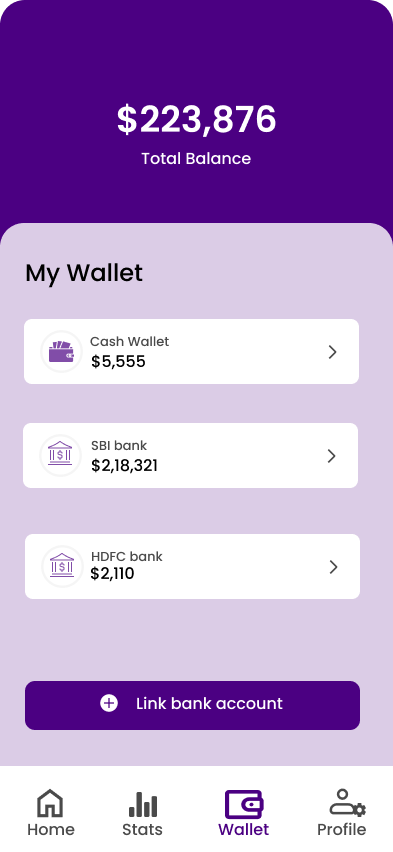 $223,876
Total Balance
My Wallet
Cash Wallet
$5,555
SBI bank
$2,18,321
HDFC bank
$2,110
Link bank account
Home Stats Wallet Profile